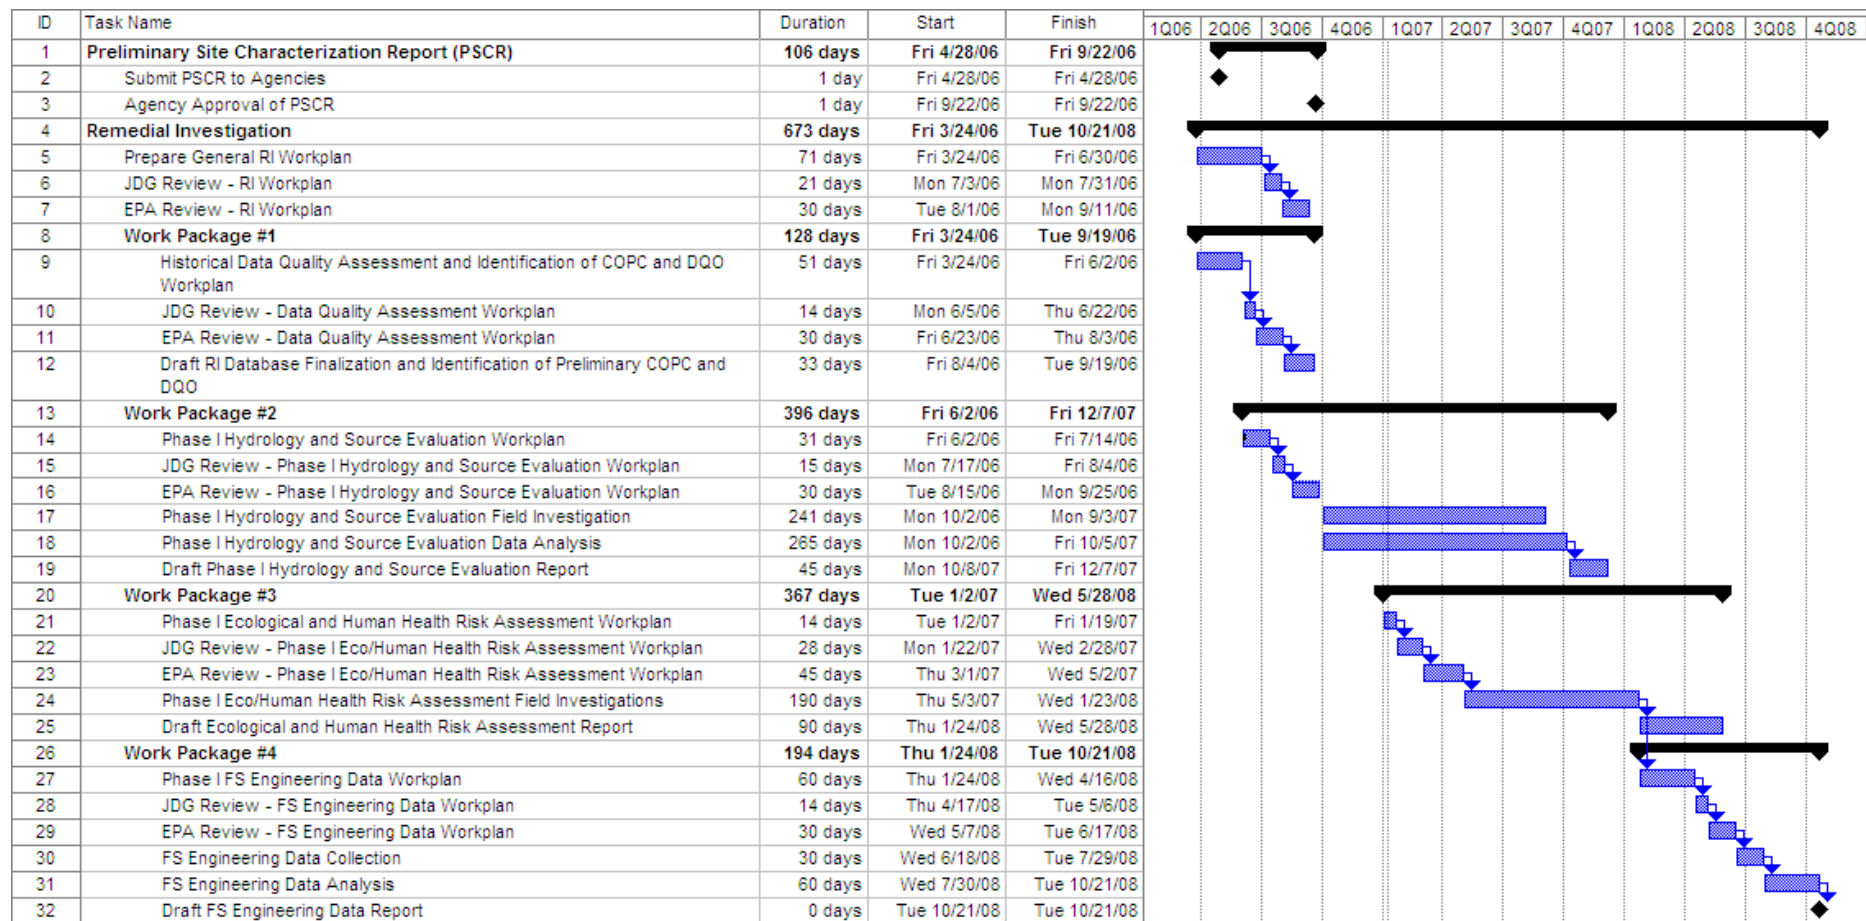 ID Task Name Duration Start Finish 1Q06 2Q06 3Q06 4Q06 1Q07 2Q07 3Q07 4Q07 1Q08 2Q08 3Q08 4Q08
1 Preliminary Site Characterization Report (PSCR) 106 days Fri 4/28/06 Fri 9/22/06
2 Submit PSCR to Agencies 1 day Fri 4/28/06 Fri 4/28/06
3 Agency Approval of PSCR 1 day Fri 9/22/06 Fri 9/22/06
4 Remedial Investigation 673 days Fri 3/24/06 Tue 10/21/08
5 Prepare General RI Workplan 71 days Fri 3/24/06 Fri 6/30/06
6 JDG Review - RI Workplan 21 days Mon 7/3/06 Mon 7/31/06
7 EPA Review - RI Workplan 30 days Tue 8/1/06 Mon 9/11/06
8 Work Package #1 128 days Fri 3/24/06 Tue 9/19/06
9 Historical Data Quality Assessment and Identification of COPC and DQO 51 days Fri 3/24/06 Fri 6/2/06
Workplan
10 JDG Review - Data Quality Assessment Workplan 14 days Mon 6/5/06 Thu 6/22/06
11 EPA Review - Data Quality Assessment Workplan 30 days Fri 6/23/06 Thu 8/3/06
12 Draft RI Database Finalization and Identification of Preliminary COPC and 33 days Fri 8/4/06 Tue 9/19/06
DQO
13 Work Package #2 396 days Fri 6/2/06 Fri 12/7/07
14 Phase I Hydrology and Source Evaluation Workplan 31 days Fri 6/2/06 Fri 7/14/06
15 JDG Review - Phase I Hydrology and Source Evaluation Workplan 15 days Mon 7/17/06 Fri 8/4/06
16 EPA Review - Phase I Hydrology and Source Evaluation Workplan 30 days Tue 8/15/06 Mon 9/25/06
17 Phase I Hydrology and Source Evaluation Field Investigation 241 days Mon 10/2/06 Mon 9/3/07
18 Phase I Hydrology and Source Evaluation Data Analysis 265 days Mon 10/2/06 Fri 10/5/07
19 Draft Phase I Hydrology and Source Evaluation Report 45 days Mon 10/8/07 Fri 12/7/07
20 Work Package #3 367 days Tue 1/2/07 Wed 5/28/08
21 Phase I Ecological and Human Health Risk Assessment Workplan 14 days Tue 1/2/07 Fri 1/19/07
22 JDG Review - Phase I Eco/Human Health Risk Assessment Workplan 28 days Mon 1/22/07 Wed 2/28/07
23 EPA Review - Phase I Eco/Human Health Risk Assessment Workplan 45 days Thu 3/1/07 Wed 5/2/07
24 Phase I Eco/Human Health Risk Assessment Field Investigations 190 days Thu 5/3/07 Wed 1/23/08
25 Draft Ecological and Human Health Risk Assessment Report 90 days Thu 1/24/08 Wed 5/28/08
26 Work Package #4 194 days Thu 1/24/08 Tue 10/21/08
27 Phase I FS Engineering Data Workplan 60 days Thu 1/24/08 Wed 4/16/08
28 JDG Review - FS Engineering Data Workplan 14 days Thu 4/17/08 Tue 5/6/08
29 EPA Review - FS Engineering Data Workplan 30 days Wed 5/7/08 Tue 6/17/08
30 FS Engineering Data Collection 30 days Wed 6/18/08 Tue 7/29/08
31 FS Engineering Data Analysis 60 days Wed 7/30/08 Tue 10/21/08
32 Draft FS Engineering Data Report 0 days Tue 10/21/08 Tue 10/21/08